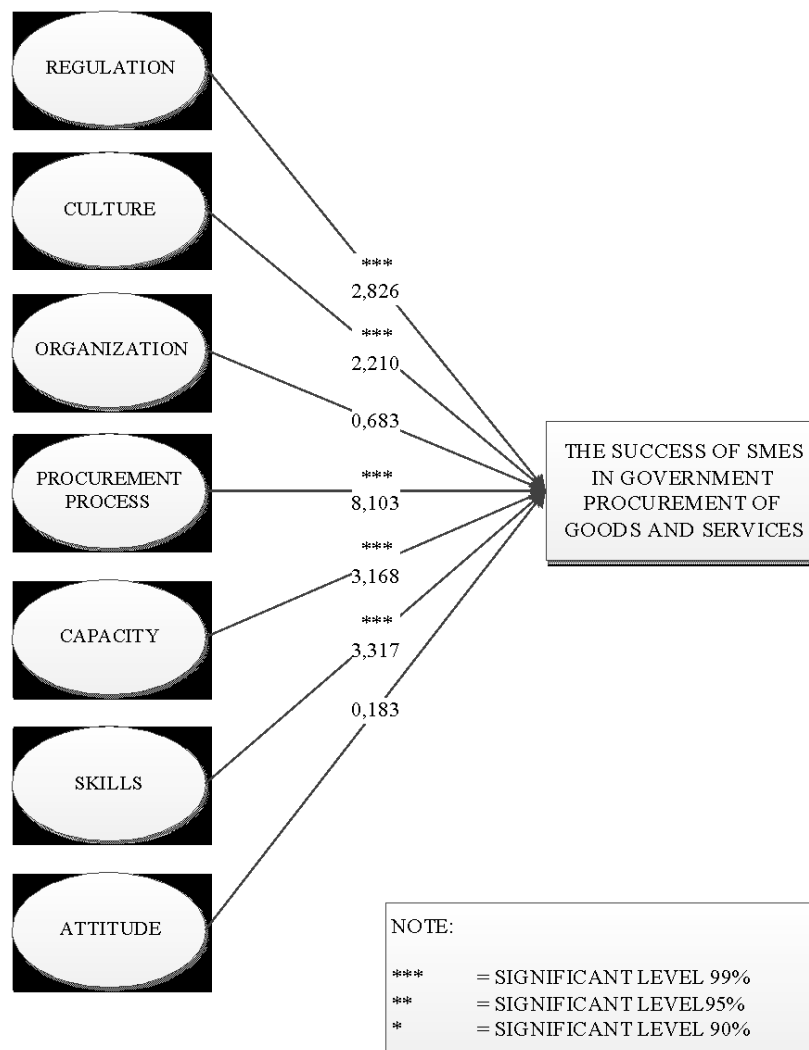 REGULATION
CULTURE
ORGANIZATION
PROCUREMENT
PROCESS
CAPACITY
SKILLS
ATTITUDE
***
2,826
***
2,210
0,683
***
8,103
***
3,168
***
3,317
0,183
THE SUCCESS OF SMES
IN GOVERNMENT
PROCUREMENT OF
GOODS AND SERVICES
NOTE:
*** = SIGNIFICANT LEVEL 99%
** = SIGNIFICANT LEVEL95%
* = SIGNIFICANT LEVEL 90%